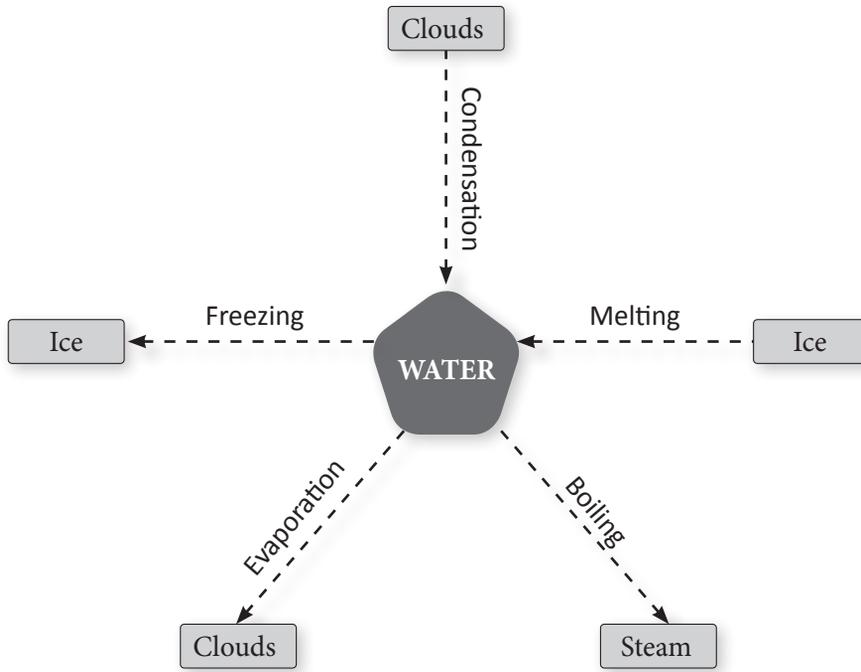 Clouds
Condensation
Freezing
Melting
Ice
WATER
Ice
Evaporation
Boiling
Clouds
Steam